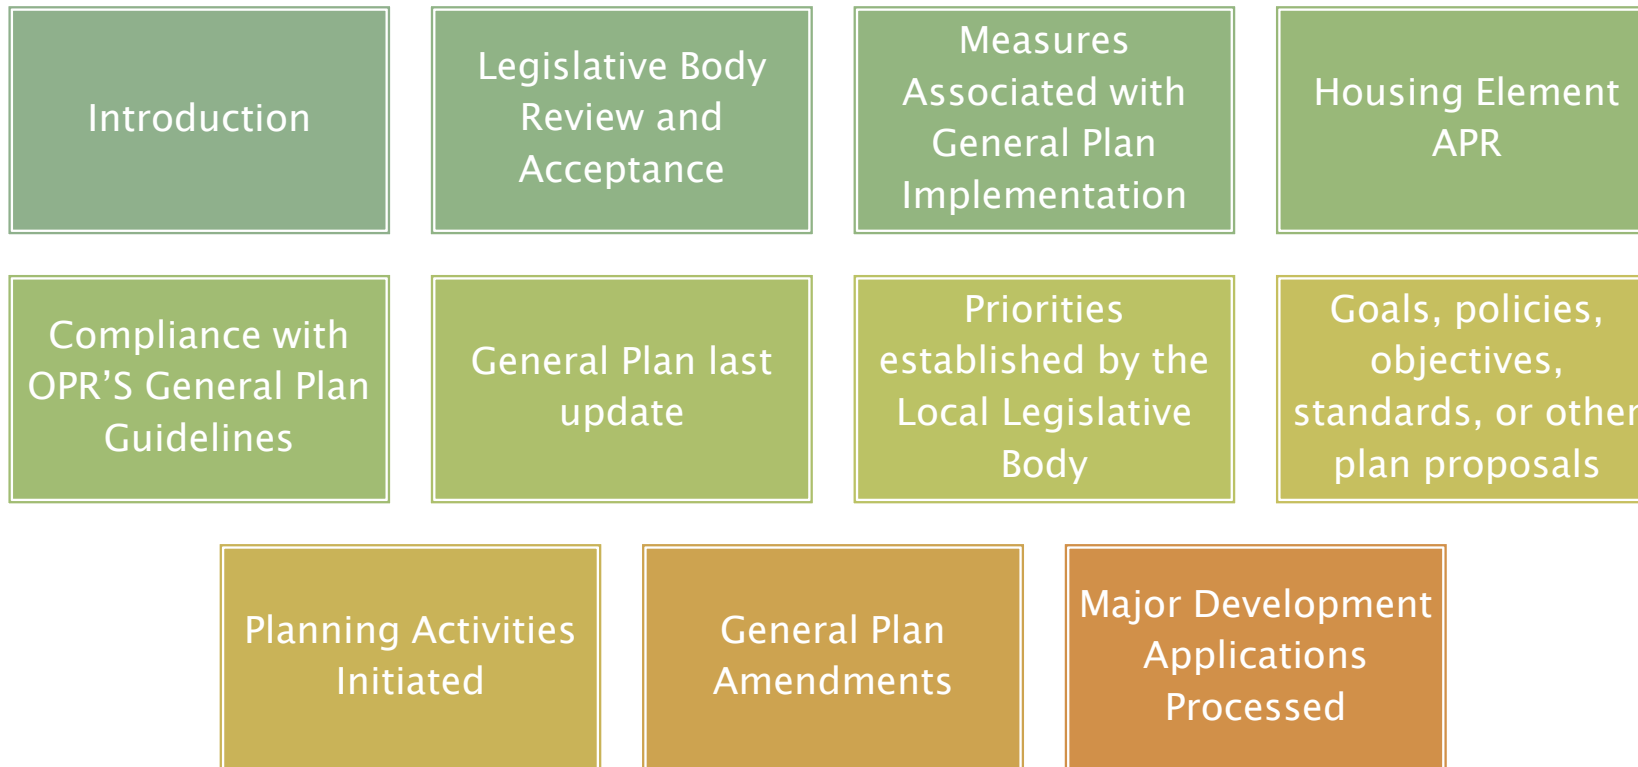 Introduction
Legislative Body
Review and
Acceptance
Measures
Associated with
General Plan
Implementation
Housing Element
APR
Compliance with
OPR'S General Plan
Guidelines
General Plan last
update
Priorities
established by the
Local Legislative
Body
Goals, policies,
objectives,
standards, or other
plan proposals
Planning Activities
Initiated
General Plan
Amendments
Major Development
Applications
Processed